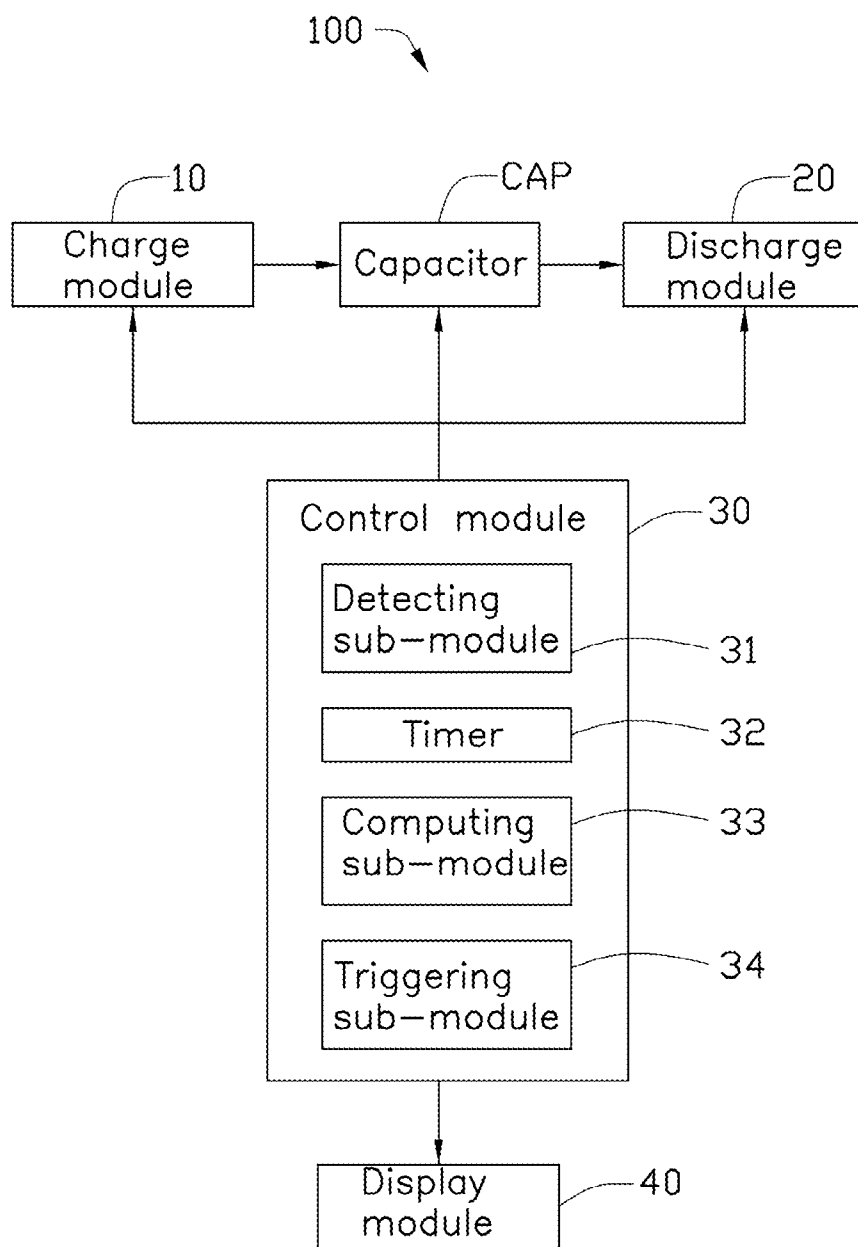 100
10
CAP
20
Charge
module
Capacitor
Discharge
module
Control module
30
Detecting
sub-module
31
Timer
32
Computing
sub-module
33
Triggering
sub-module
34
Display
module
40